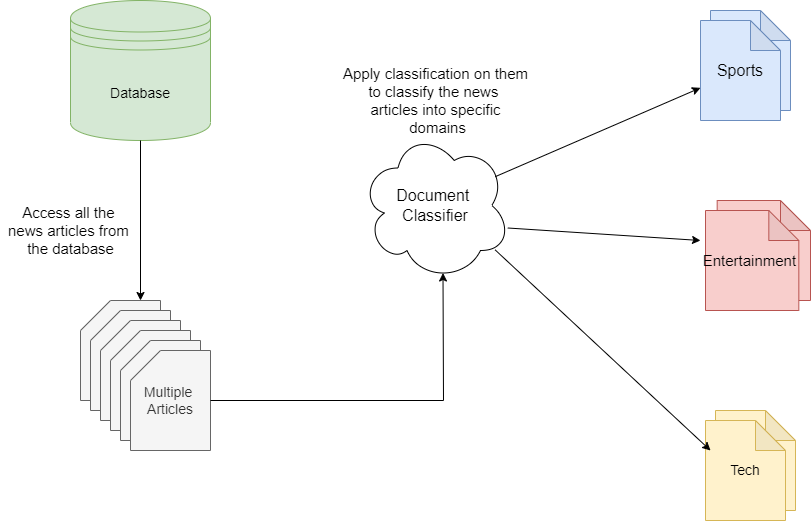 Database
Apply classification on them
to classify the news
articles into specific
domains
Sports
Access all the
news articles from
the database
Document
Classifier
Entertainment
Multiple
Articles
Tech